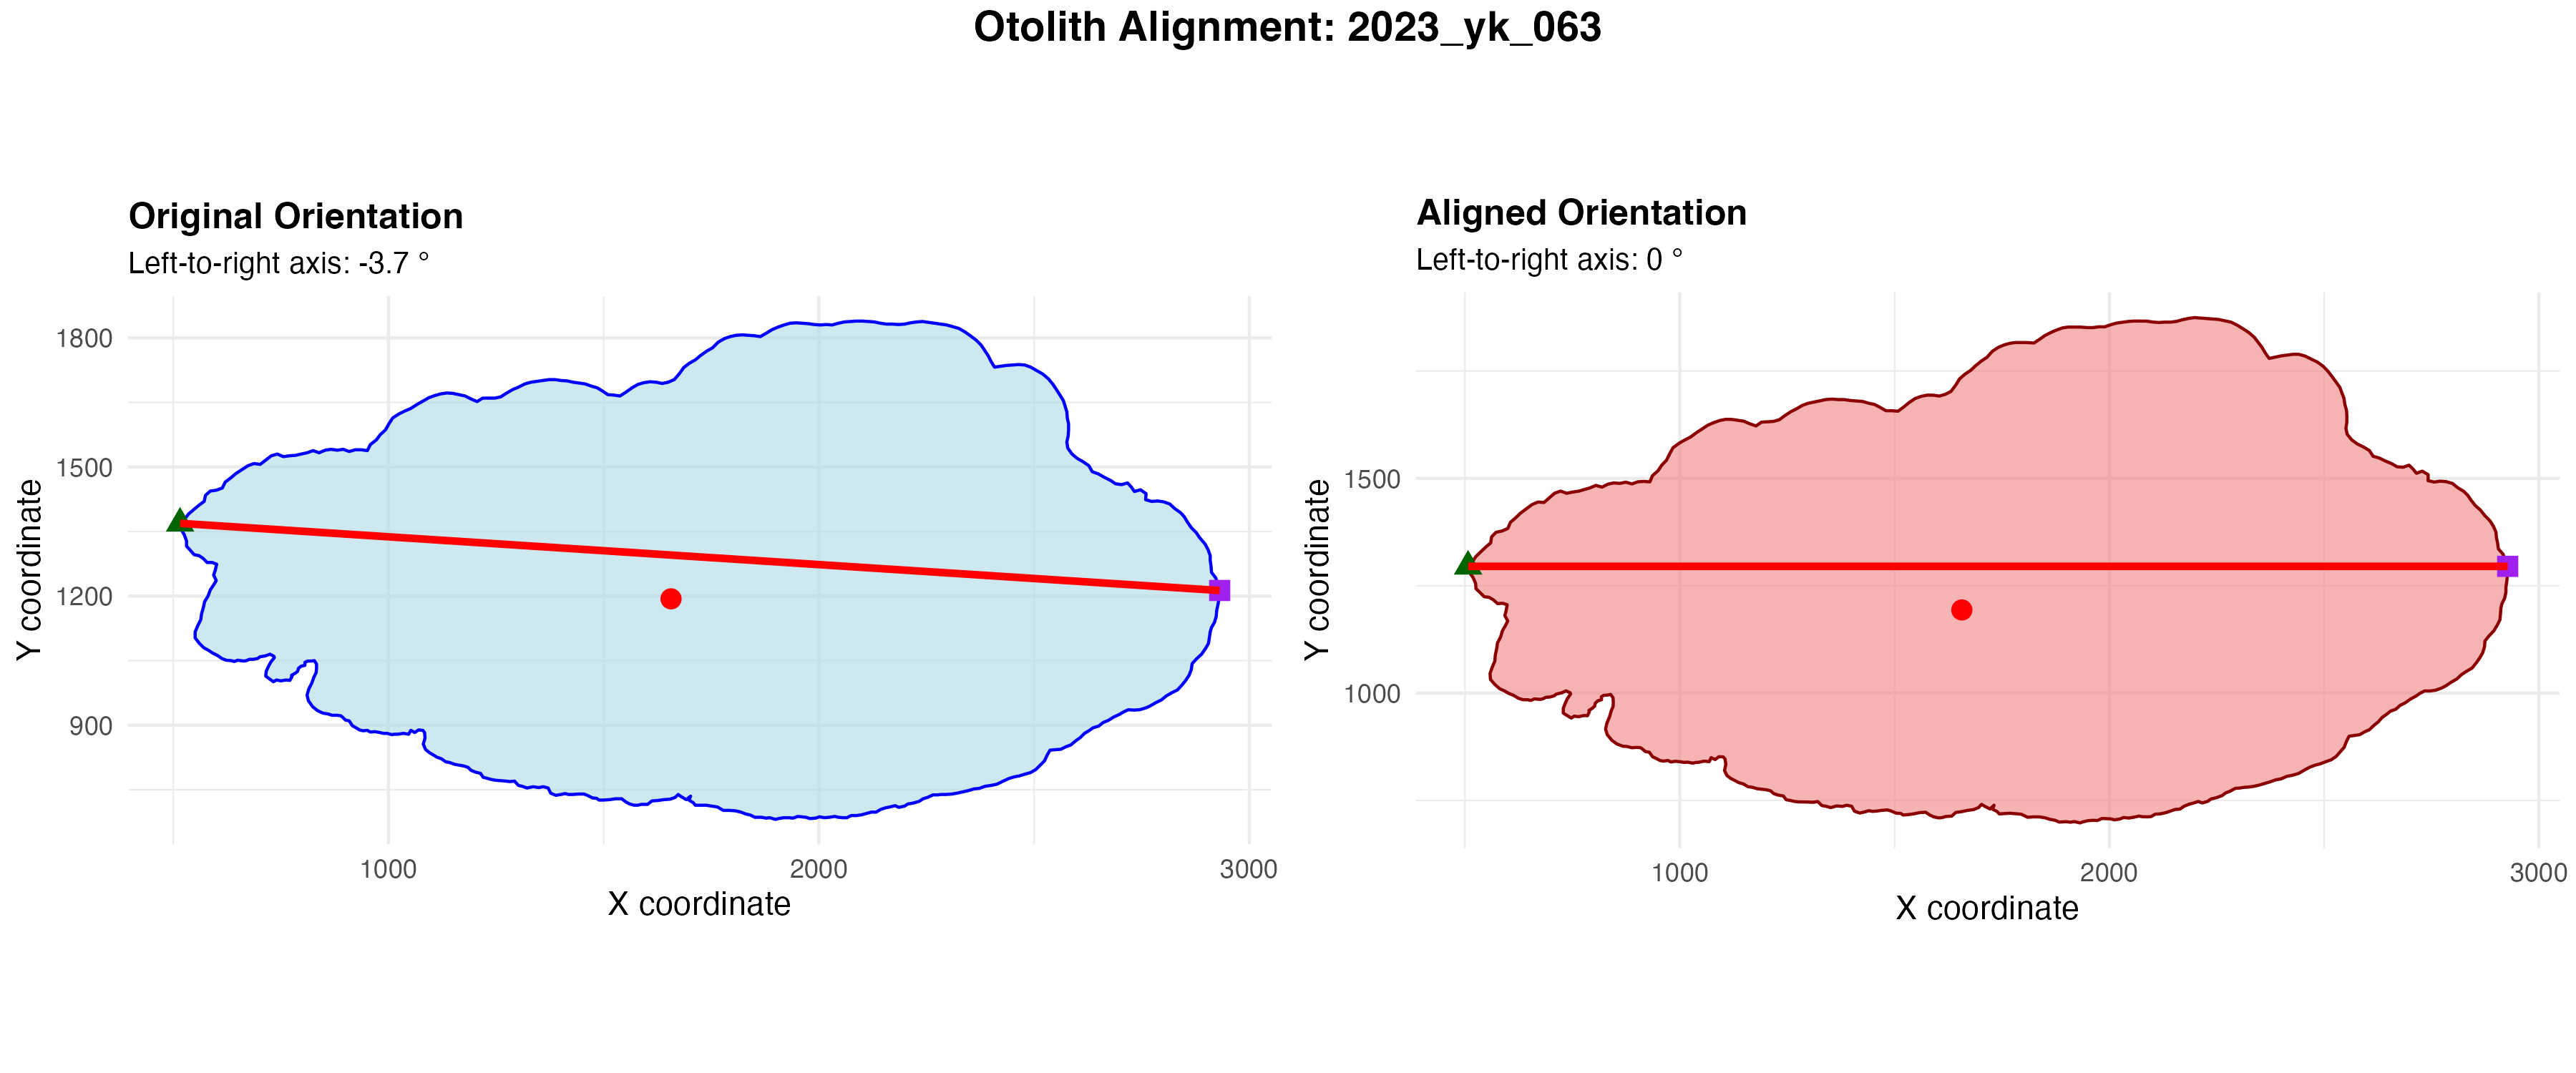 Otolith Alignment: 2023_yk_063
Original Orientation
Left-to-right axis: -3.7 °
1800
1500
1200
900
Y coordinate
1000 2000 3000
X coordinate
Aligned Orientation
Left-to-right axis: 0 °
1500
1000
Y coordinate
1000 2000 3000
X coordinate